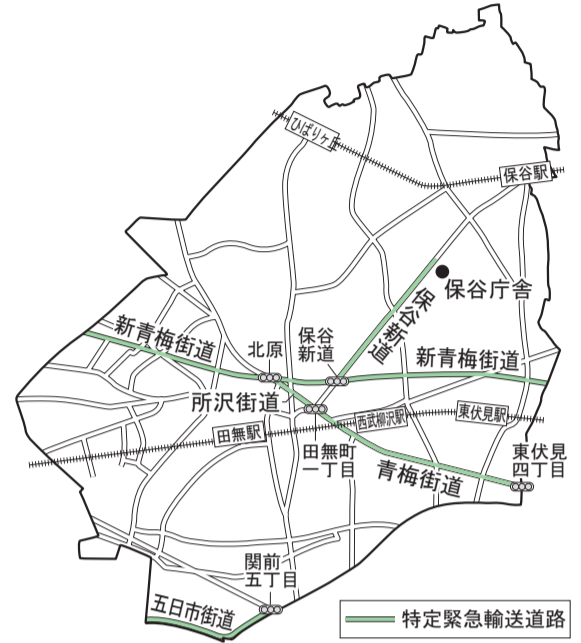 ひばりヶ丘
保谷駅
保谷庁舎
保谷新道
新青梅街道
北原
保谷
新道
新青梅街道
所沢街道
西武柳沢駅
東伏見駅
田無駅
田無町
一丁目
青梅街道
東伏見
四丁目
関前
五丁目
五日市街道
特定緊急輸送道路